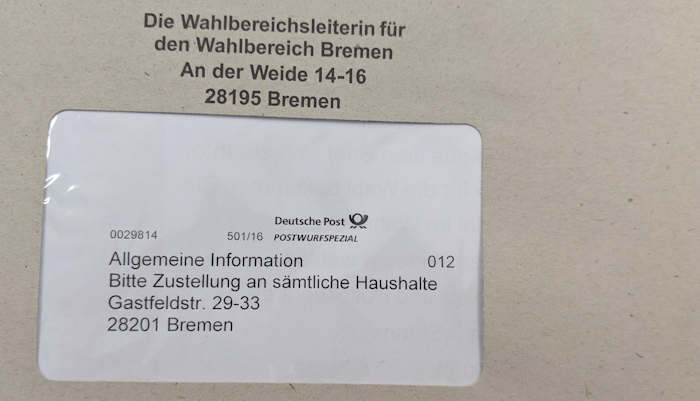 Die Wahlbereichsleiterin für
den Wahlbereich Bremen
An der Weide 14-16
28195 Bremen
Deutsche Post
0029814 501/16 POSTWURFSPEZIAL
Allgemeine Information 012
Bitte Zustellung an sämtliche Haushalte
Gastfeldstr. 29-33
28201 Bremen